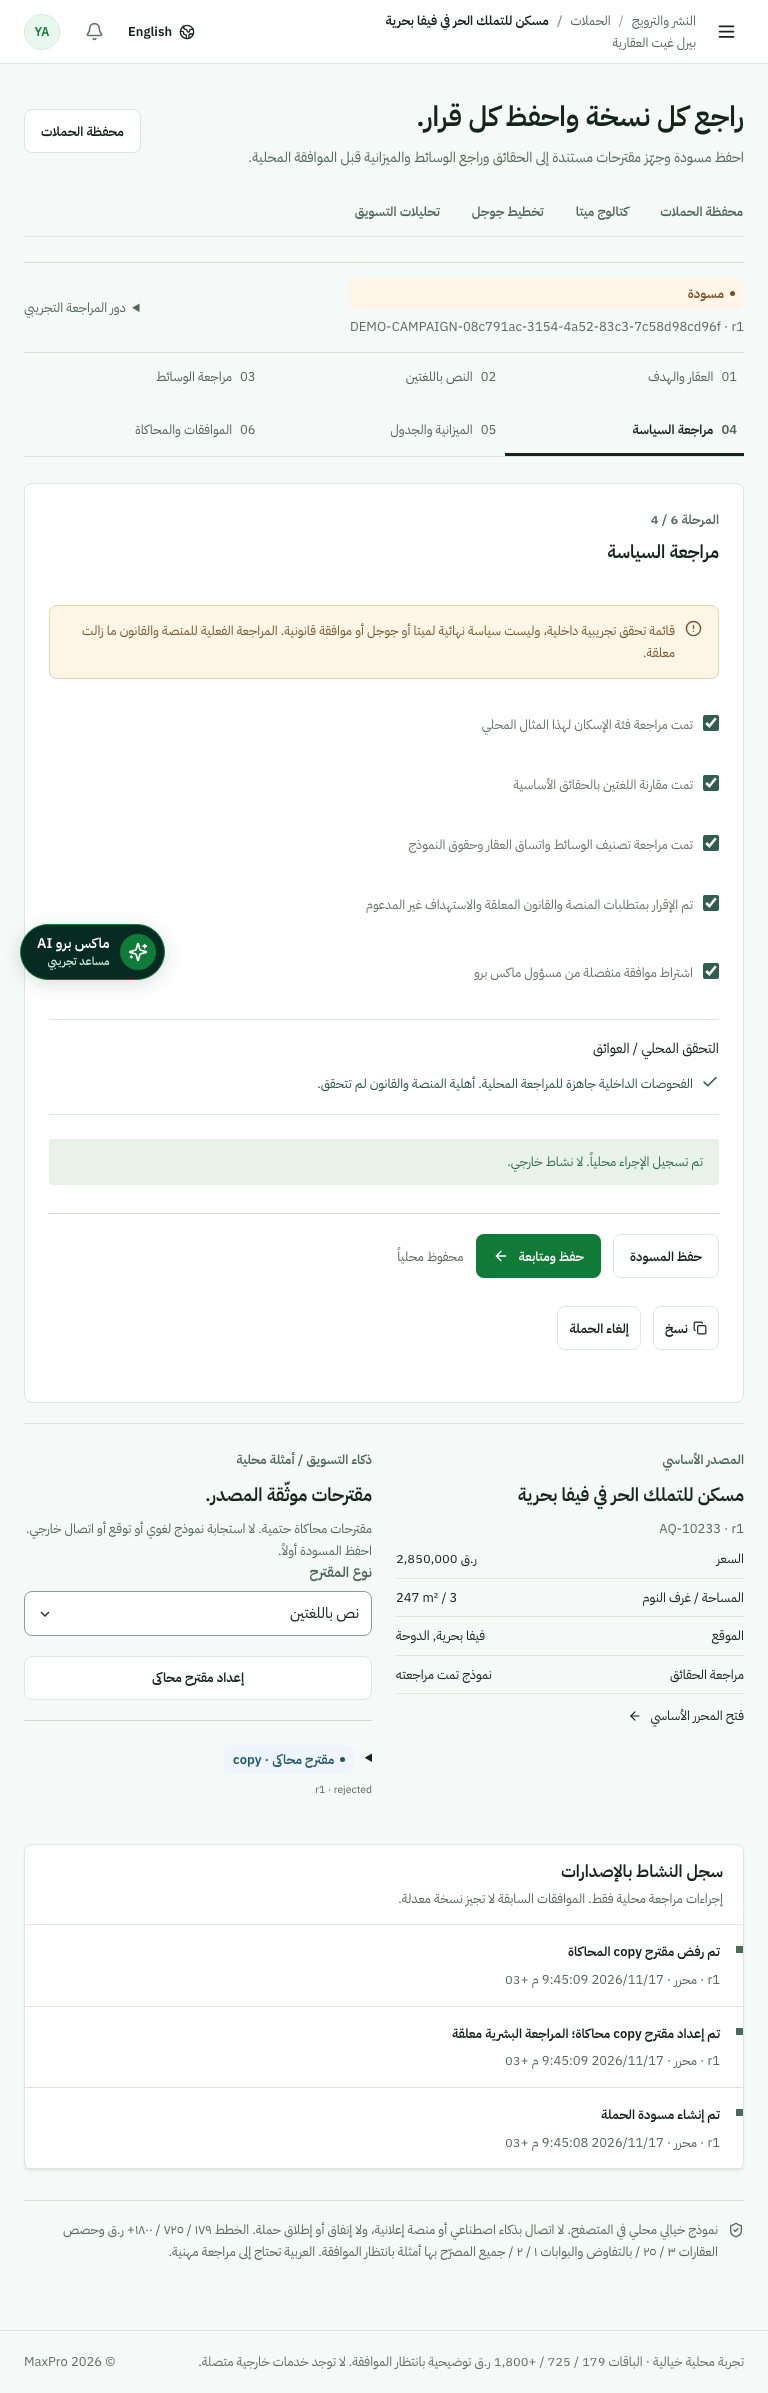 النشر والترويج / الحملات / مسكن للتملك الحر في فيفا بحرية
بيرل غيت العقارية
English
YA
راجع كل نسخة واحفظ كل قرار.
احفظ مسودة وجهّز مقترحات مستندة إلى الحقائق وراجع الوسائط والميزانية قبل الموافقة المحلية.
محفظة الحملات
محفظة الحملات
كتالوج ميتا
تخطيط جوجل
تحليلات التسويق
مسودة
DEMO-CAMPAIGN-08c791ac-3154-4a52-83c3-7c58d98cd96f · r1
دور المراجعة التجريبي
01 العقار والهدف
02 النص باللغتين
03 مراجعة الوسائط
04 مراجعة السياسة
05 الميزانية والجدول
06 الموافقات والمحاكاة
المرحلة 6 / 4
مراجعة السياسة
قائمة تحقق تجريبية داخلية، وليست سياسة نهائية لميتا أو جوجل أو موافقة قانونية. المراجعة الفعلية للمنصة والقانون ما زالت
معلقة.
تمت مراجعة فئة الإسكان لهذا المثال المحلي
تمت مقارنة اللغتين بالحقائق الأساسية
تمت مراجعة تصنيف الوسائط واتساق العقار وحقوق النموذج
تم الإقرار بمتطلبات المنصة والقانون المعلقة والاستهداف غير المدعوم
ماكس برو AI
مساعد تجريبي
اشتراط موافقة منفصلة من مسؤول ماكس برو
التحقق المحلي / العوائق
الفحوصات الداخلية جاهزة للمراجعة المحلية. أهلية المنصة والقانون لم تتحقق.
تم تسجيل الإجراء محلياً. لا نشاط خارجي.
حفظ المسودة
حفظ ومتابعة
محفوظ محلياً
نسخ
إلغاء الحملة
المصدر الأساسي
مسكن للتملك الحر في فيفا بحرية
AQ-10233 · r1
السعر
ر.ق 2,850,000
المساحة / غرف النوم
247 m² / 3
الموقع
فيفا بحرية, الدوحة
مراجعة الحقائق
نموذج تمت مراجعته
فتح المحرر الأساسي
ذكاء التسويق / أمثلة محلية
مقترحات موثّقة المصدر.
مقترحات محاكاة حتمية. لا استجابة نموذج لغوي أو توقع أو اتصال خارجي.
احفظ المسودة أولاً.
نوع المقترح
نص باللغتين
إعداد مقترح محاكى
مقترح محاكى · copy
r1 · rejected
سجل النشاط بالإصدارات
إجراءات مراجعة محلية فقط. الموافقات السابقة لا تجيز نسخة معدلة.
تم رفض مقترح copy المحاكاة
r1 · محرر · 2026/11/17 9:45:09 م +03
تم إعداد مقترح copy محاكاة؛ المراجعة البشرية معلقة
r1 · محرر · 2026/11/17 9:45:09 م +03
تم إنشاء مسودة الحملة
r1 · محرر · 2026/11/17 9:45:08 م +03
نموذج خيالي محلي في المتصفح. لا اتصال بذكاء اصطناعي أو منصة إعلانية، ولا إنفاق أو إطلاق حملة. الخطط ١٧٩ / ٧٢٥ / ١٨٠٠+ ر.ق وحصص
العقارات ٣ / ٢٥ / بالتفاوض والبوابات ١ / ٢ / جميع المصرّح بها أمثلة بانتظار الموافقة. العربية تحتاج إلى مراجعة مهنية.
تجربة محلية خيالية · الباقات 179 / 725 / +1,800 ر.ق توضيحية بانتظار الموافقة. لا توجد خدمات خارجية متصلة.
© 2026 MaxPro